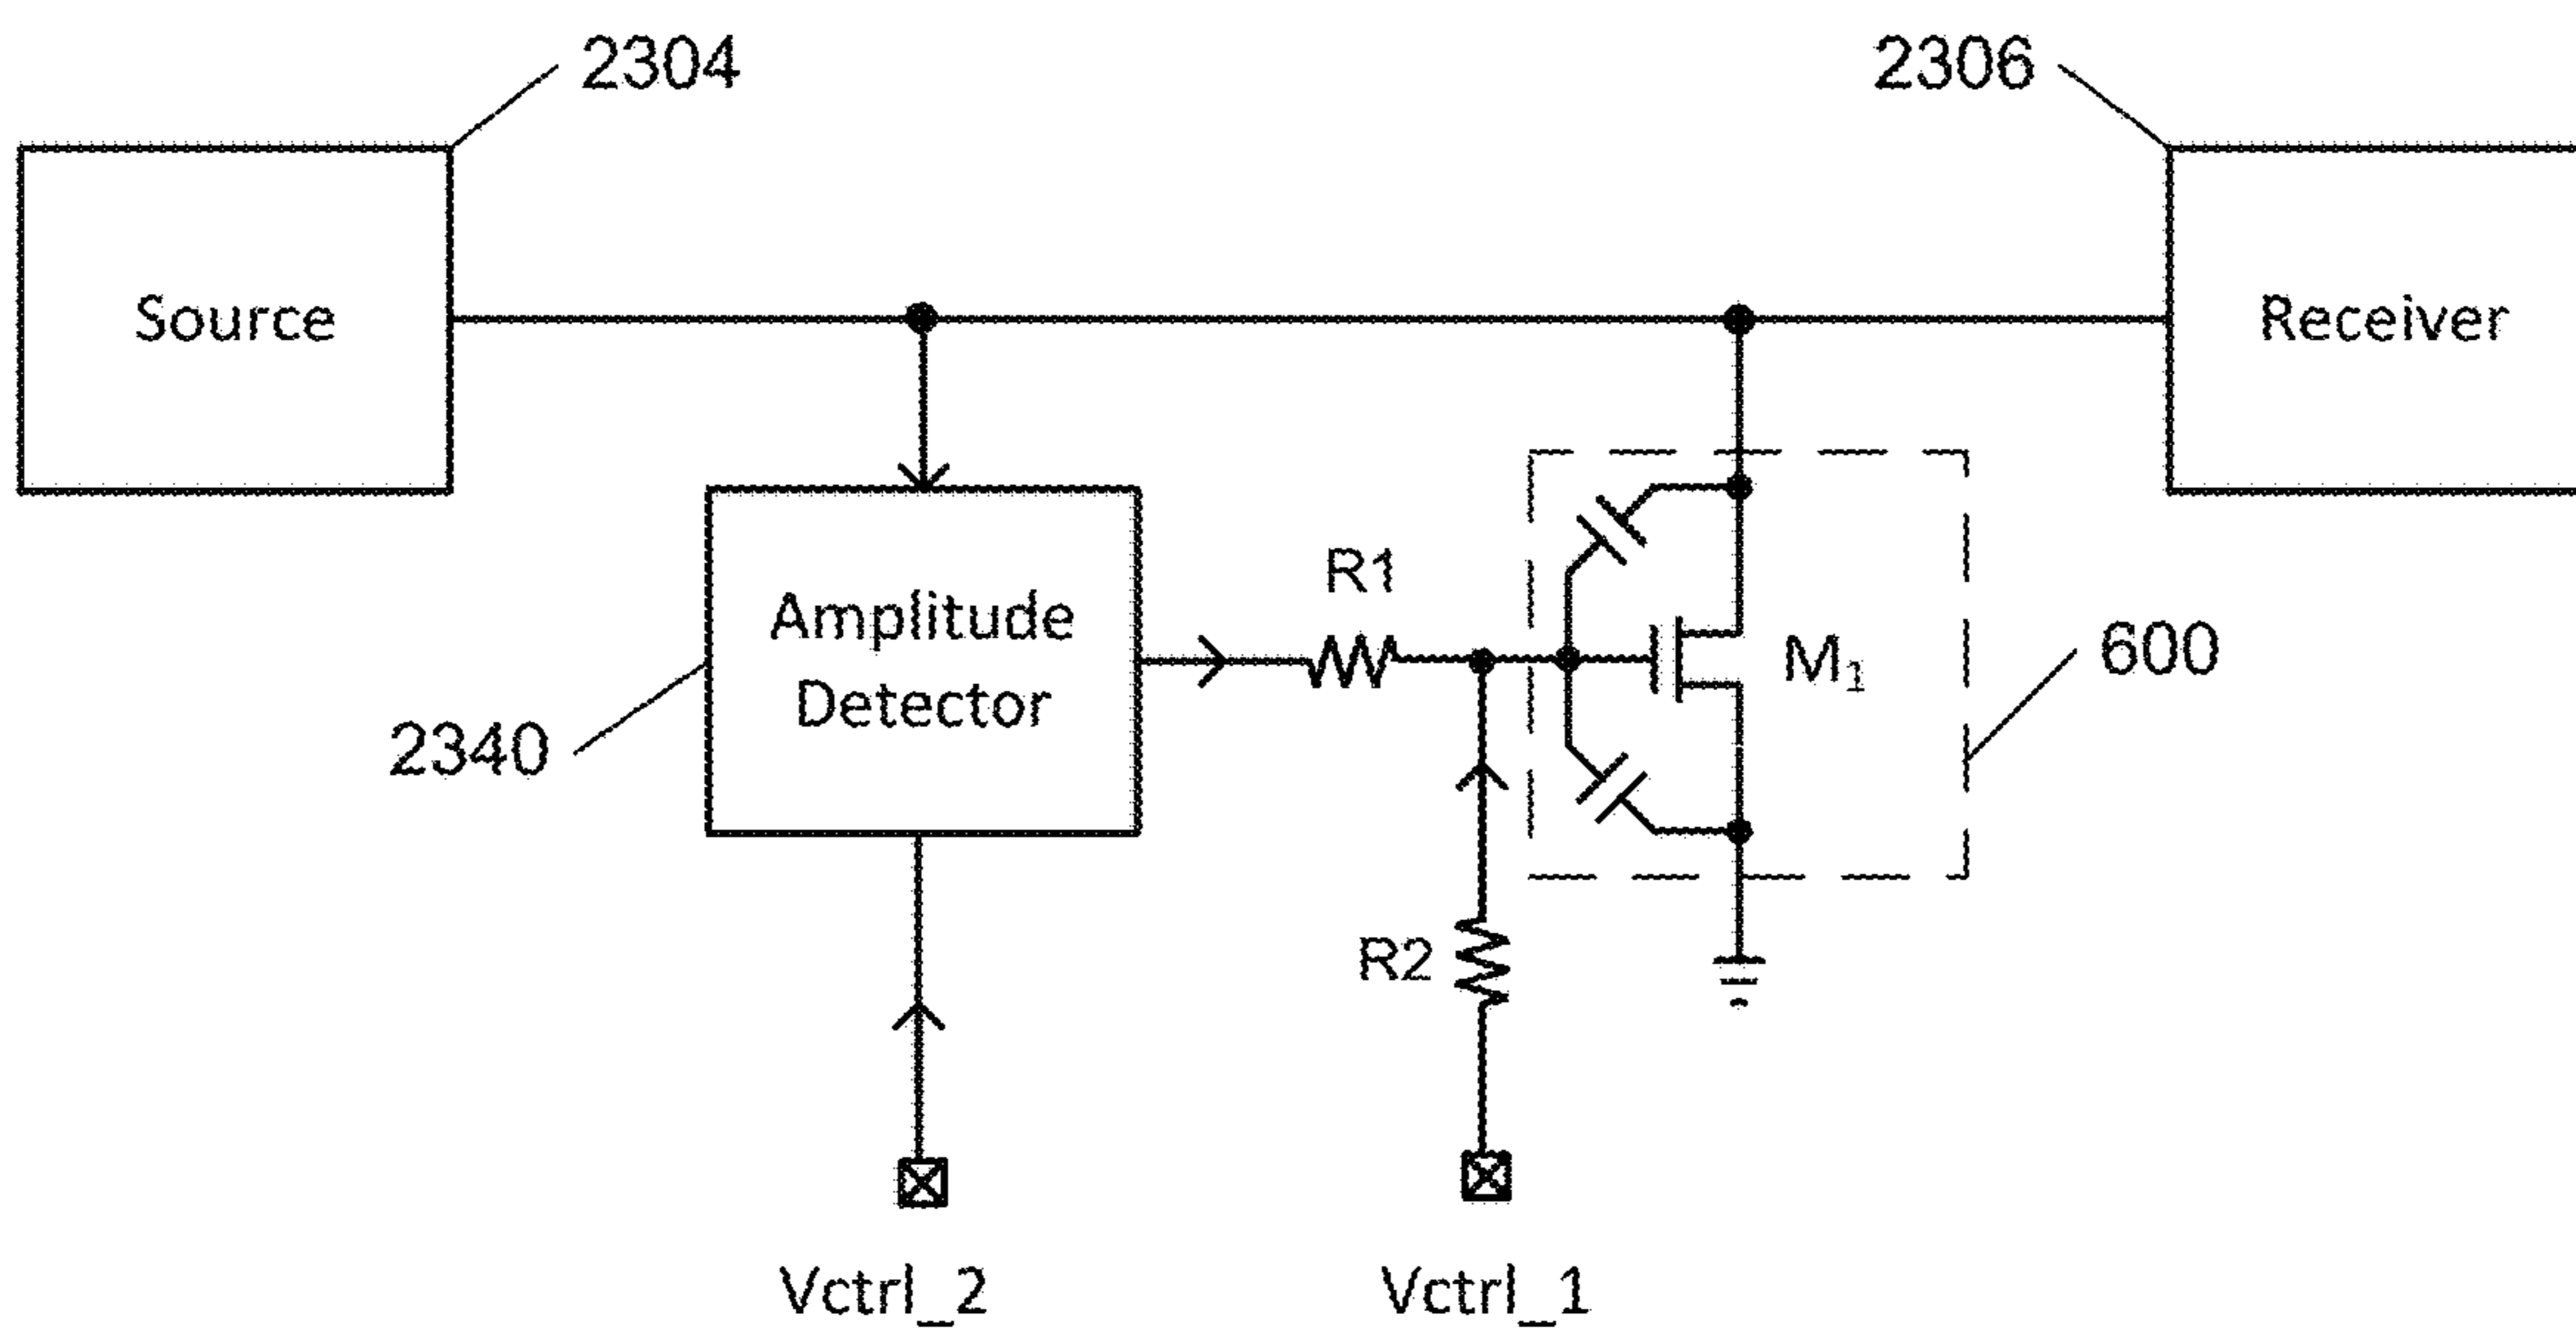 2304
2306
Source
Receiver
Amplitude
Detector
R1
M₁
600
2340
R2
Vctrl_2
Vctrl_1